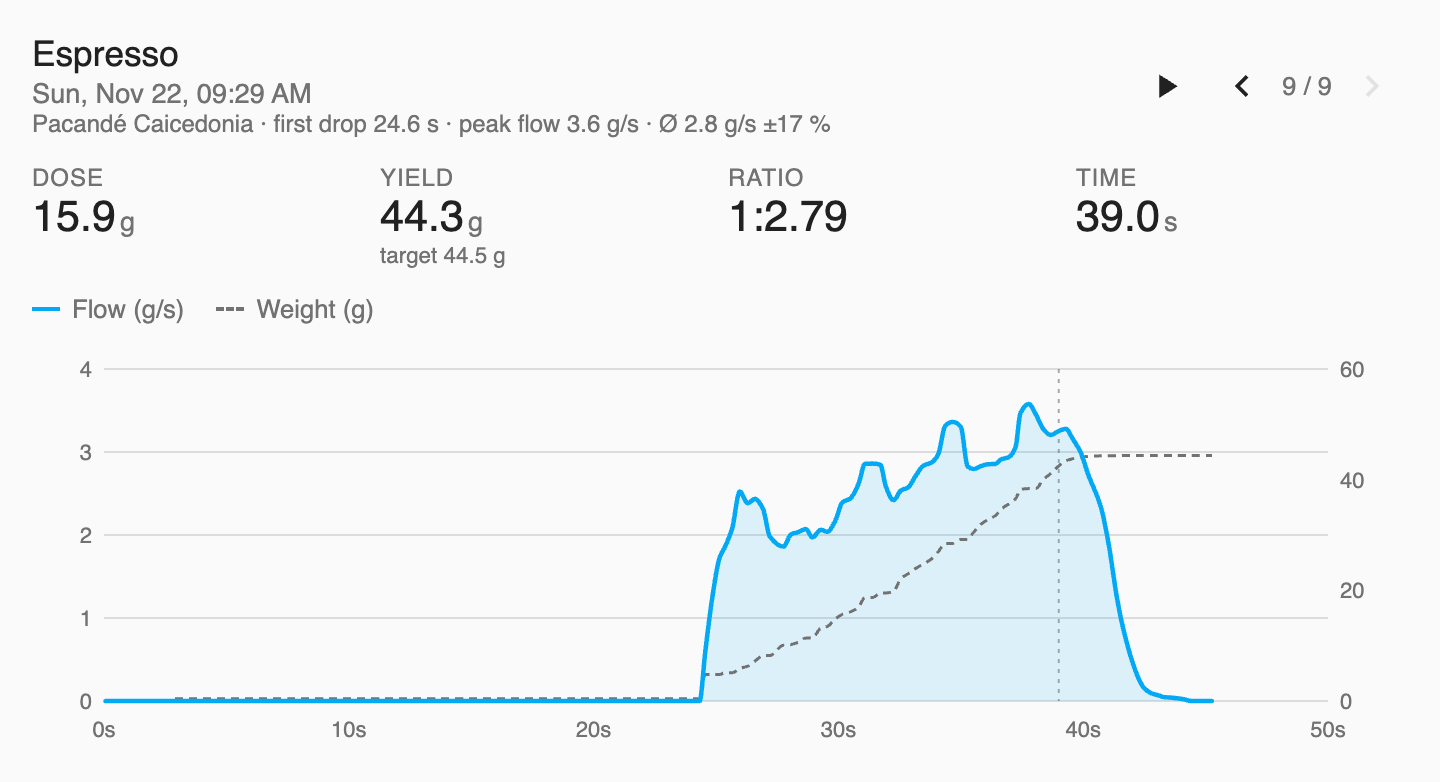 Espresso
Sun, Nov 22, 09:29 AM
9 / 9
Pacandé Caicedonia · first drop 24.6 s · peak flow 3.6 g/s · Ø 2.8 g/s ±17 %
DOSE YIELD RATIO TIME
15.9 g 44.3 g 1:2.79 39.0 s
target 44.5 g
Flow (g/s) Weight (g)
4 60
3
40
2
20
1
0 0
0s 10s 20s 30s 40s 50s